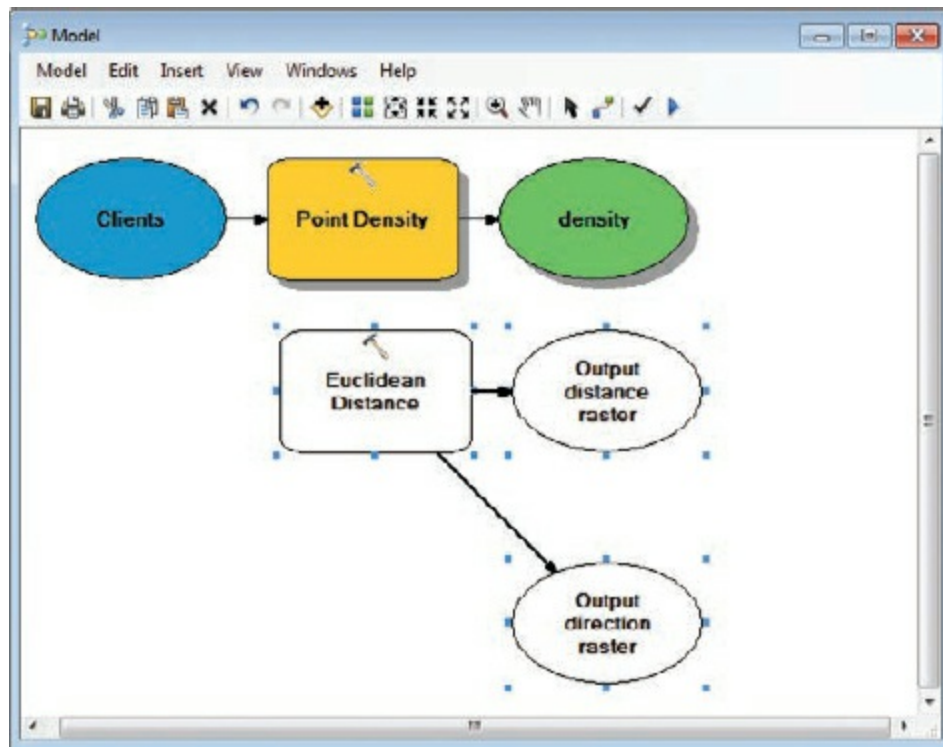 Model
Model Edit Insert View Windows Help
Clients
Point Density
density
Euclidean
Distance
Output
distance
raster
Output
direction
raster